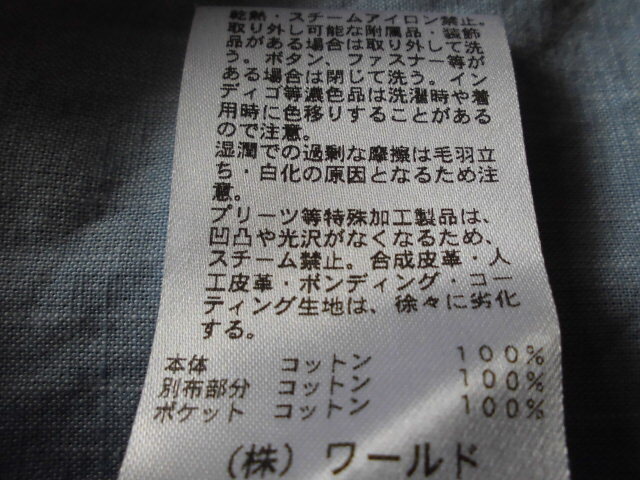 乾熱・スチームアイロン禁止。
取り外し可能な附属品・装飾
品がある場合は取り外して洗
う。ボタン、ファスナー等が
ある場合は閉じて洗う。イン
ディゴ等濃色品は洗濯時や着
用時に色移りすることがある
ので注意。
湿潤での過剰な摩擦は毛羽立
ち・白化の原因となるため注
意。
プリーツ等特殊加工製品は、
凹凸や光沢がなくなるため、
スチーム禁止。合成皮革・人
工皮革・ボンディング・コー
ティング生地は、徐々に劣化
する。
本体 コットン 100%
別布部分 コットン 100%
ポケット コットン 100%
(株) ワールド